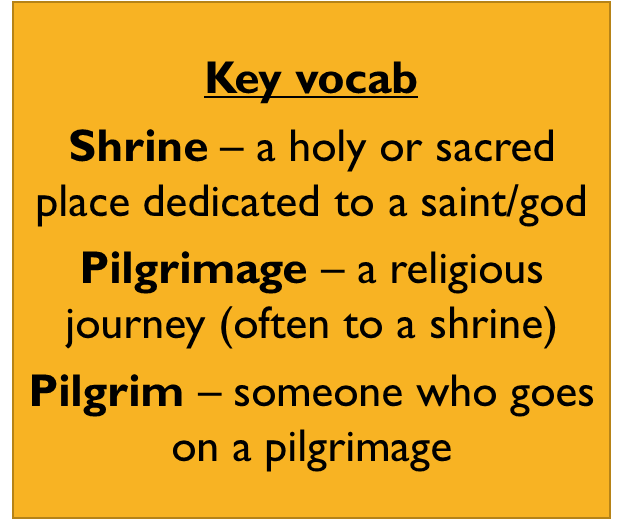 Key vocab
Shrine – a holy or sacred
place dedicated to a saint/god
Pilgrimage – a religious
journey (often to a shrine)
Pilgrim – someone who goes
on a pilgrimage